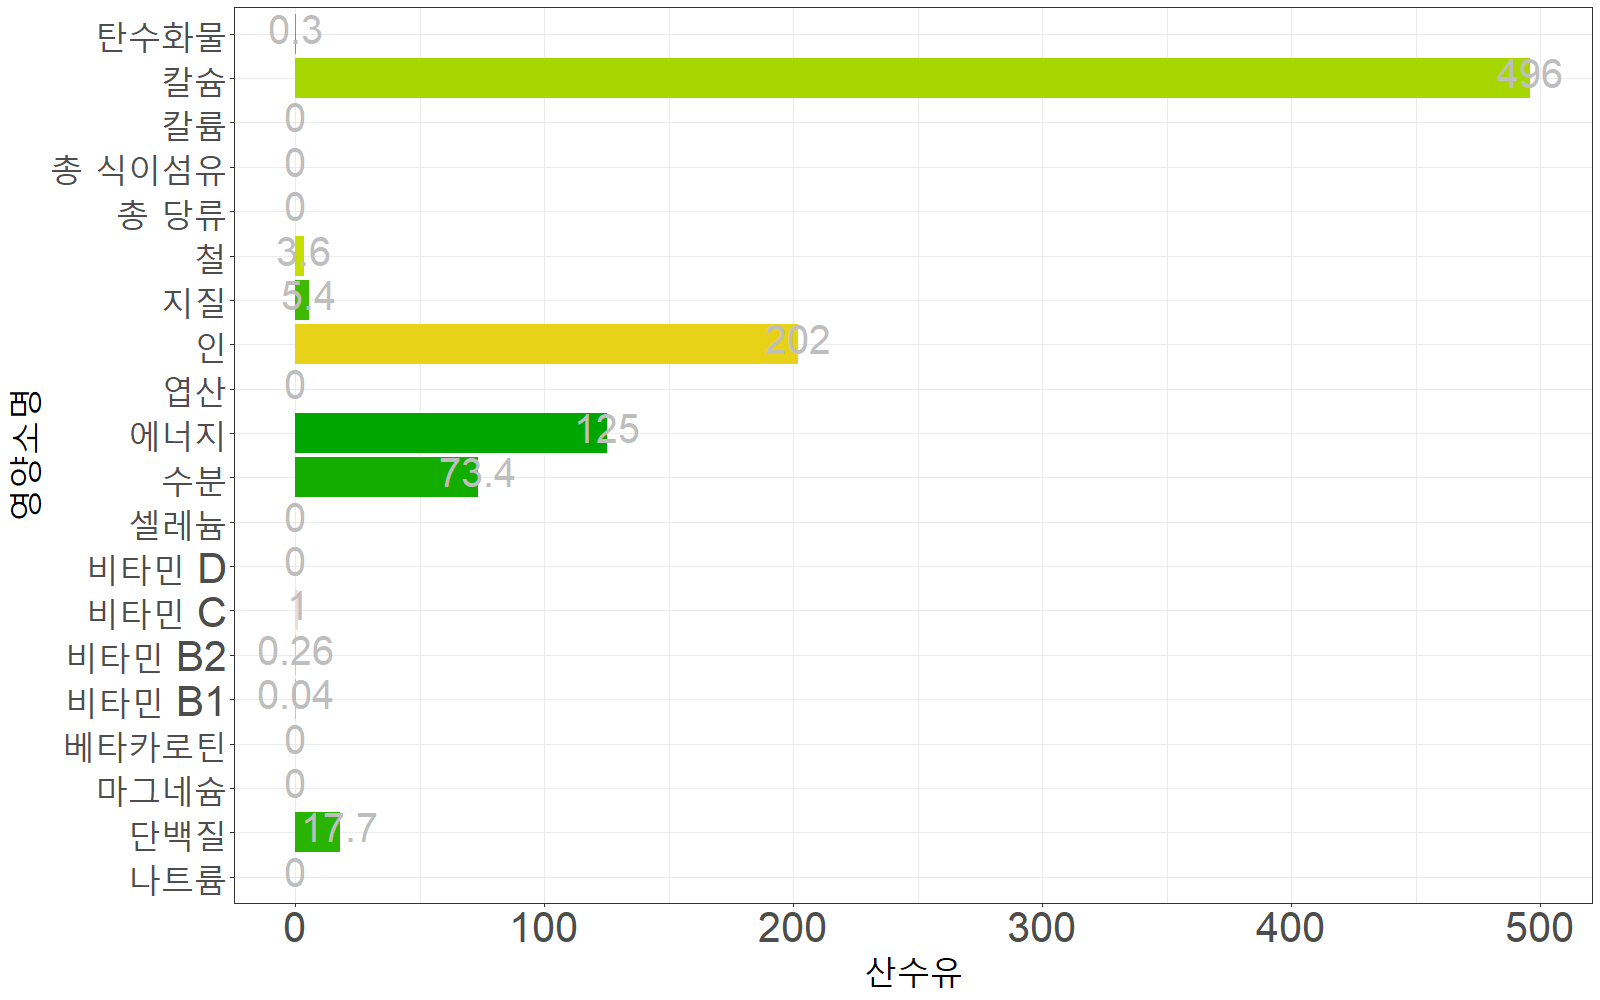 탄수화물 0.3
칼슘 496
칼륨 0
총 식이섬유 0
총 당류 0
철 3.6
지질 5.4
인 202
엽산 0
에너지 125
수분 73.4
셀레늄 0
비타민 D 0
비타민 C 1
비타민 B2 0.26
비타민 B1 0.04
베타카로틴 0
마그네슘 0
단백질 17.7
나트륨 0
영양소명
0 100 200 300 400 500
산수유